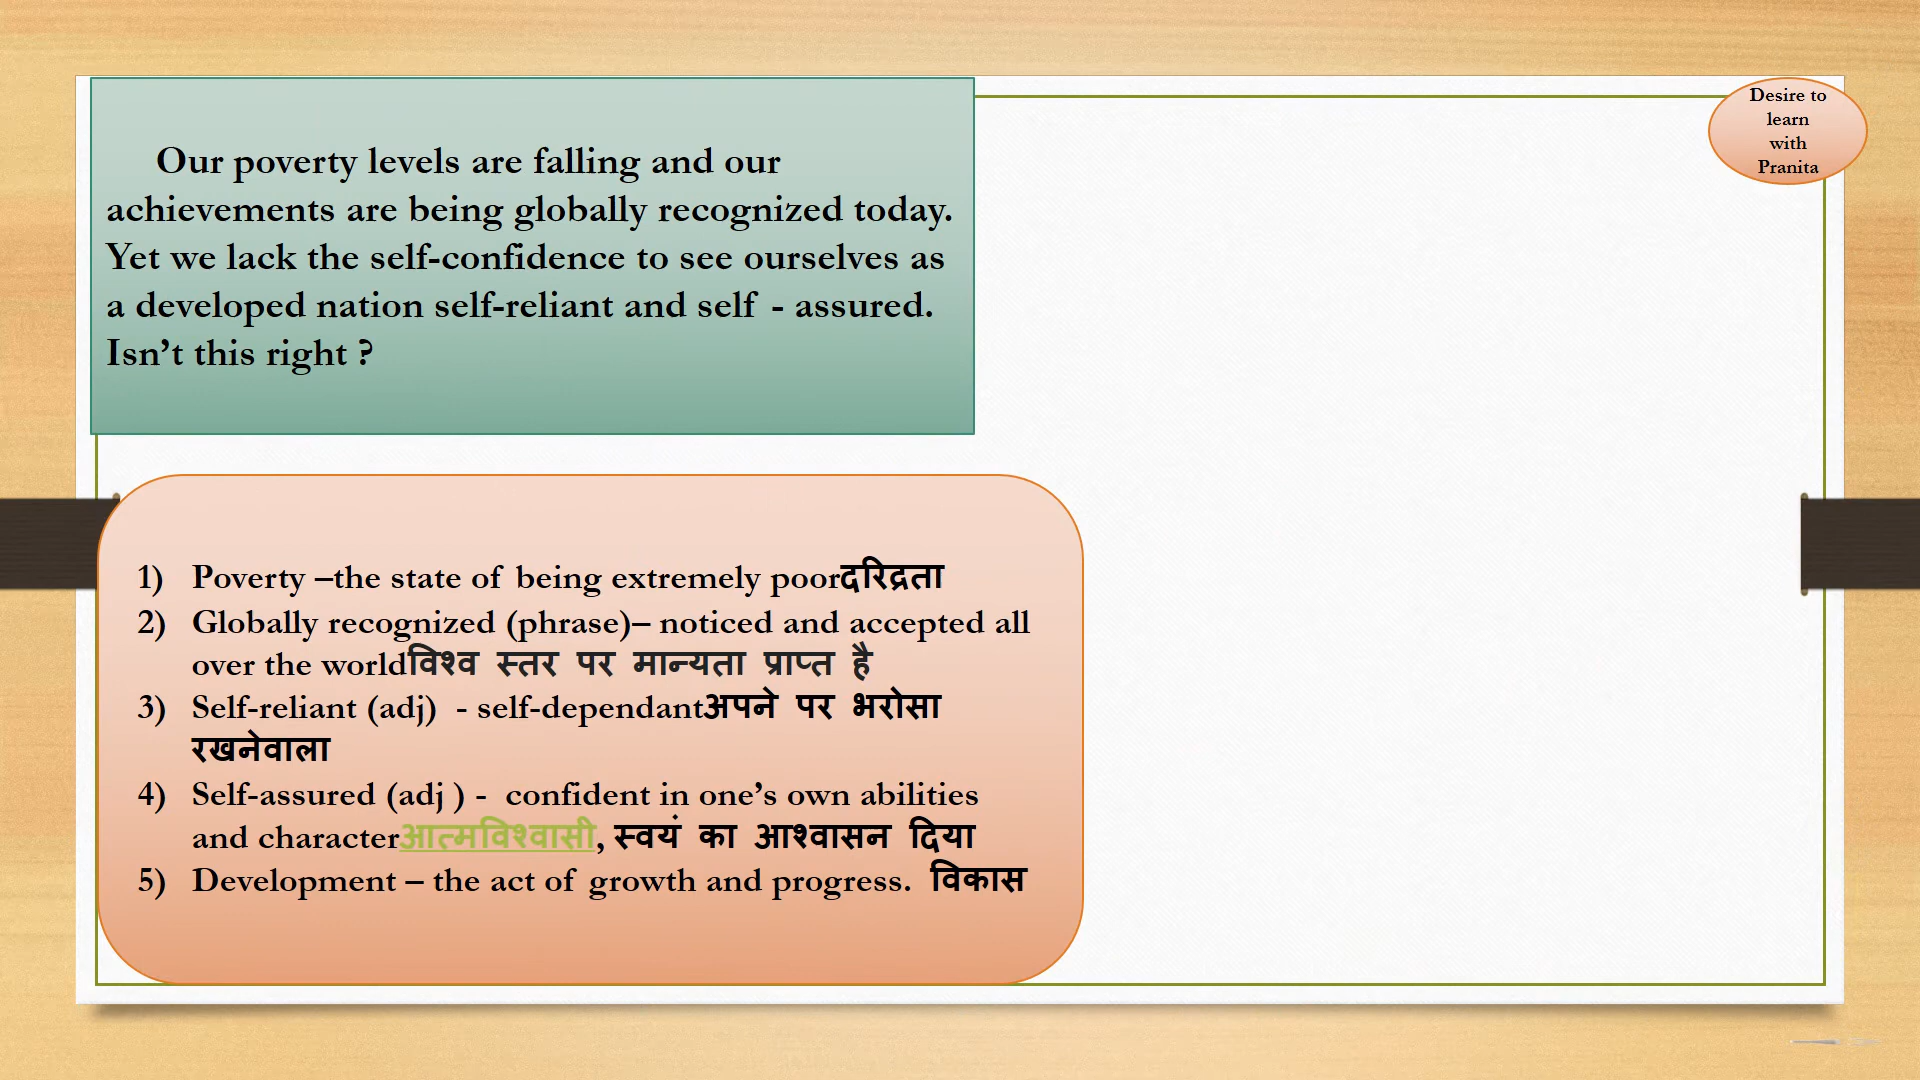 Our poverty levels are falling and our
achievements are being globally recognized today.
Yet we lack the self-confidence to see ourselves as
a developed nation self-reliant and self - assured.
Isn’t this right ?
Desire to
learn
with
Pranita
1) Poverty –the state of being extremely poorदरिद्रता
2) Globally recognized (phrase)– noticed and accepted all
over the worldविश्व स्तर पर मान्यता प्राप्त है
3) Self-reliant (adj) - self-dependantअपने पर भरोसा
रखनेवाला
4) Self-assured (adj ) - confident in one’s own abilities
and characterआत्मविश्वासी, स्वयं का आश्वासन दिया
5) Development – the act of growth and progress. विकास